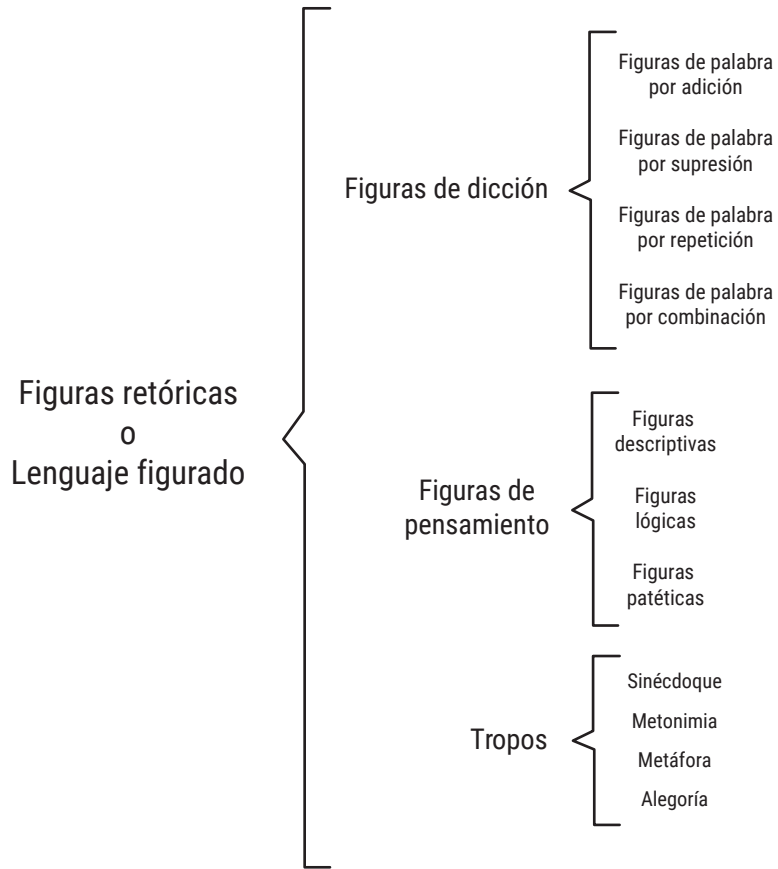 Figuras retóricas
o
Lenguaje figurado
Figuras de dicción
Figuras de palabra
por adición
Figuras de palabra
por supresión
Figuras de palabra
por repetición
Figuras de palabra
por combinación
Figuras de
pensamiento
Figuras
descriptivas
Figuras
lógicas
Figuras
patéticas
Tropos
Sinécdoque
Metonimia
Metáfora
Alegoría